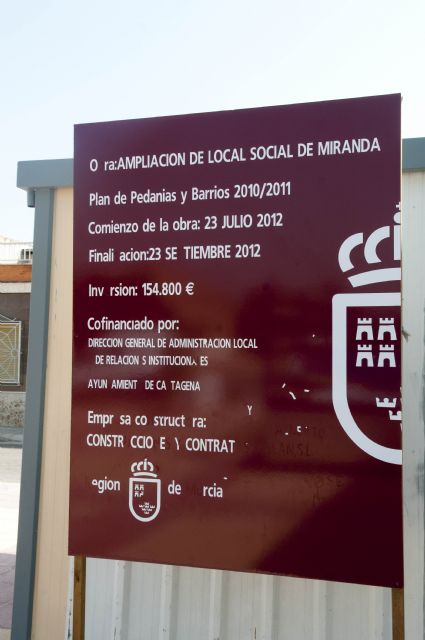 O ra:AMPLIACION DE LOCAL SOCIAL DE MIRANDA
Plan de Pedanias y Barrios 2010/2011
Comienzo de la obra: 23 JULIO 2012
Finali acion:23 SE TIEMBRE 2012
Inv rsion: 154.800 €
Cofinanciado por:
DIRECCION GENERAL DE ADMINISTRACION LOCAL
DE RELACION S INSTITUCIONA ES
AYUN AMIENT DE CA TAGENA
Empr sa co struct ra: Y
CONSTR CCIO E Y CONTRAT
egion de rcia